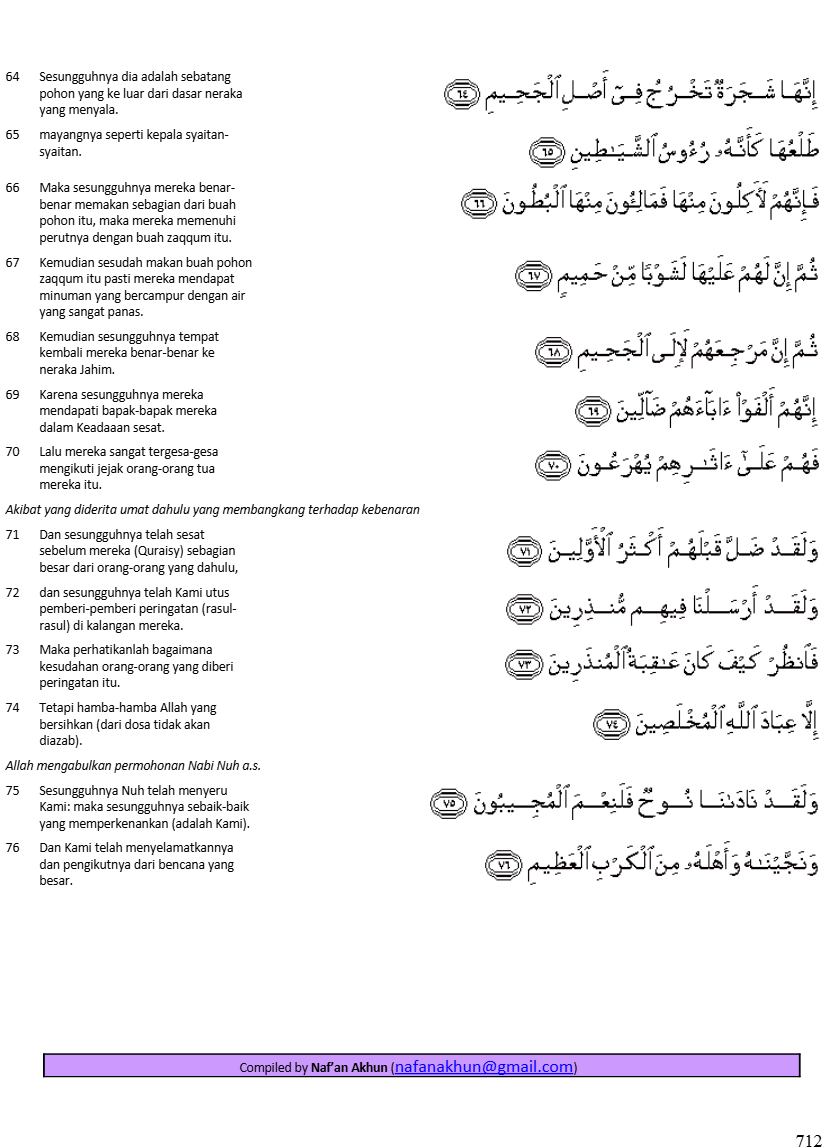 64 Sesungguhnya dia adalah sebatang
pohon yang ke luar dari dasar neraka
yang menyala.
إِنَّهَا شَجَرَةٌ تَخْرُجُ فِىٓ أَصْلِ ٱلْجَحِيمِ ٦٤
65 mayangnya seperti kepala syaitan-
syaitan.
طَلْعُهَا كَأَنَّهُۥ رُءُوسُ ٱلشَّيَـٰطِينِ ٦٥
66 Maka sesungguhnya mereka benar-
benar memakan sebagian dari buah
pohon itu, maka mereka memenuhi
perutnya dengan buah zaqqum itu.
فَإِنَّهُمْ لَـَٔاكِلُونَ مِنْهَا فَمَالِـُٔونَ مِنْهَا ٱلْبُطُونَ ٦٦
67 Kemudian sesudah makan buah pohon
zaqqum itu pasti mereka mendapat
minuman yang bercampur dengan air
yang sangat panas.
ثُمَّ إِنَّ لَهُمْ عَلَيْهَا لَشَوْبًا مِّنْ حَمِيمٍ ٦٧
68 Kemudian sesungguhnya tempat
kembali mereka benar-benar ke
neraka Jahim.
ثُمَّ إِنَّ مَرْجِعَهُمْ لَإِلَى ٱلْجَحِيمِ ٦٨
69 Karena sesungguhnya mereka
mendapati bapak-bapak mereka
dalam Keadaaan sesat.
إِنَّهُمْ أَلْفَوْا۟ ءَابَآءَهُمْ ضَآلِّينَ ٦٩
70 Lalu mereka sangat tergesa-gesa
mengikuti jejak orang-orang tua
mereka itu.
فَهُمْ عَلَىٰٓ ءَاثَـٰرِهِمْ يُهْرَعُونَ ٧٠
Akibat yang diderita umat dahulu yang membangkang terhadap kebenaran
71 Dan sesungguhnya telah sesat
sebelum mereka (Quraisy) sebagian
besar dari orang-orang yang dahulu,
وَلَقَدْ ضَلَّ قَبْلَهُمْ أَكْثَرُ ٱلْأَوَّلِينَ ٧١
72 dan sesungguhnya telah Kami utus
pemberi-pemberi peringatan (rasul-
rasul) di kalangan mereka.
وَلَقَدْ أَرْسَلْنَا فِيهِم مُّنذِرِينَ ٧٢
73 Maka perhatikanlah bagaimana
kesudahan orang-orang yang diberi
peringatan itu.
فَٱنظُرْ كَيْفَ كَانَ عَـٰقِبَةُ ٱلْمُنذَرِينَ ٧٣
74 Tetapi hamba-hamba Allah yang
bersihkan (dari dosa tidak akan
diazab).
إِلَّا عِبَادَ ٱللَّهِ ٱلْمُخْلَصِينَ ٧٤
Allah mengabulkan permohonan Nabi Nuh a.s.
75 Sesungguhnya Nuh telah menyeru
Kami: maka sesungguhnya sebaik-baik
yang memperkenankan (adalah Kami).
وَلَقَدْ نَادَىٰنَا نُوحٌ فَلَنِعْمَ ٱلْمُجِيبُونَ ٧٥
76 Dan Kami telah menyelamatkannya
dan pengikutnya dari bencana yang
besar.
وَنَجَّيْنَـٰهُ وَأَهْلَهُۥ مِنَ ٱلْكَرْبِ ٱلْعَظِيمِ ٧٦
Compiled by Naf’an Akhun (nafanakhun@gmail.com)
712